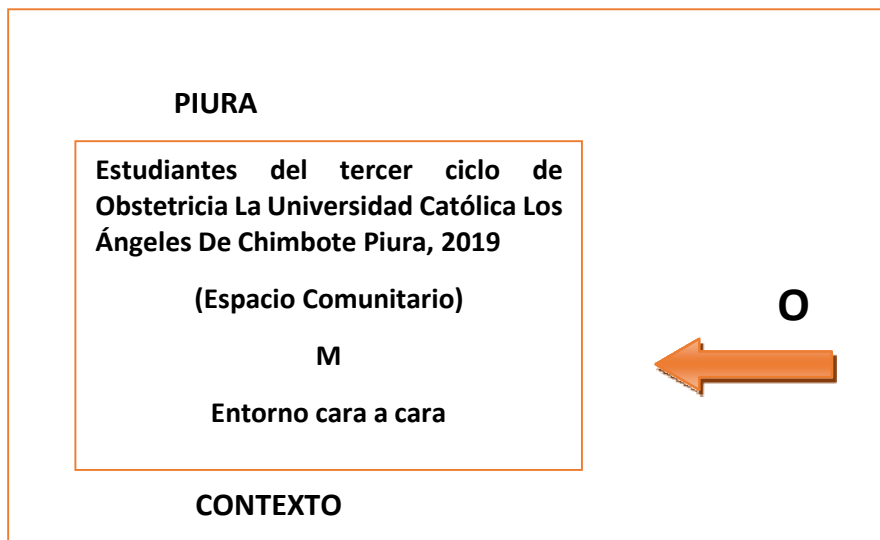 PIURA
Estudiantes del tercer ciclo de
Obstetricia La Universidad Católica Los
Ángeles De Chimbote Piura, 2019
(Espacio Comunitario)
O
M
Entorno cara a cara
CONTEXTO